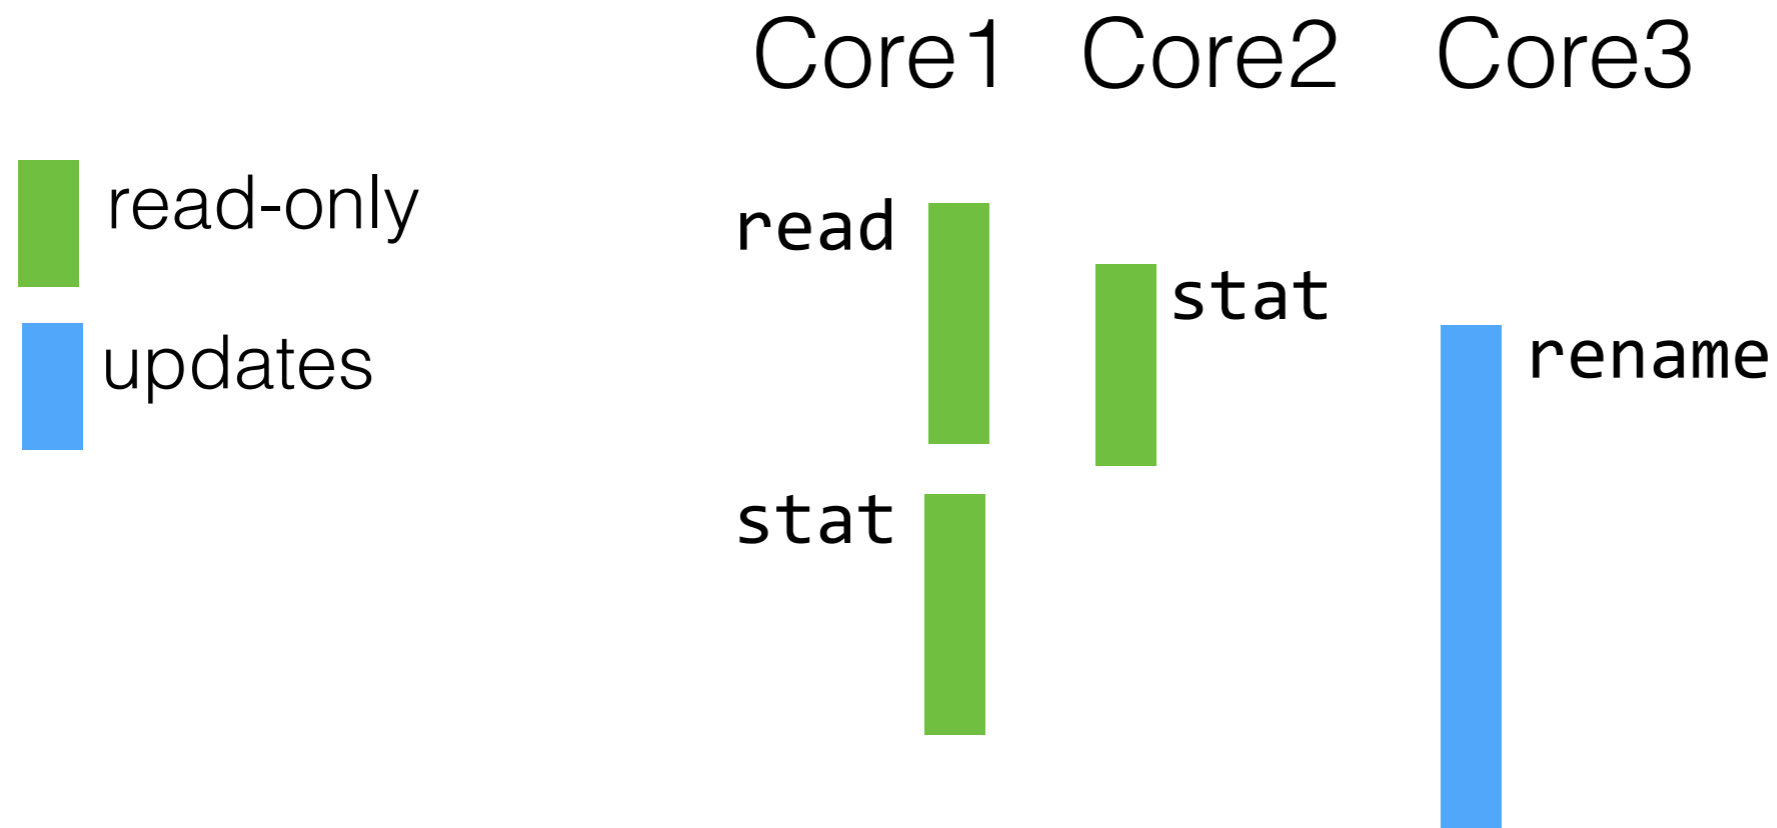 Core1 Core2 Core3
read-only
updates
read
stat
rename
stat